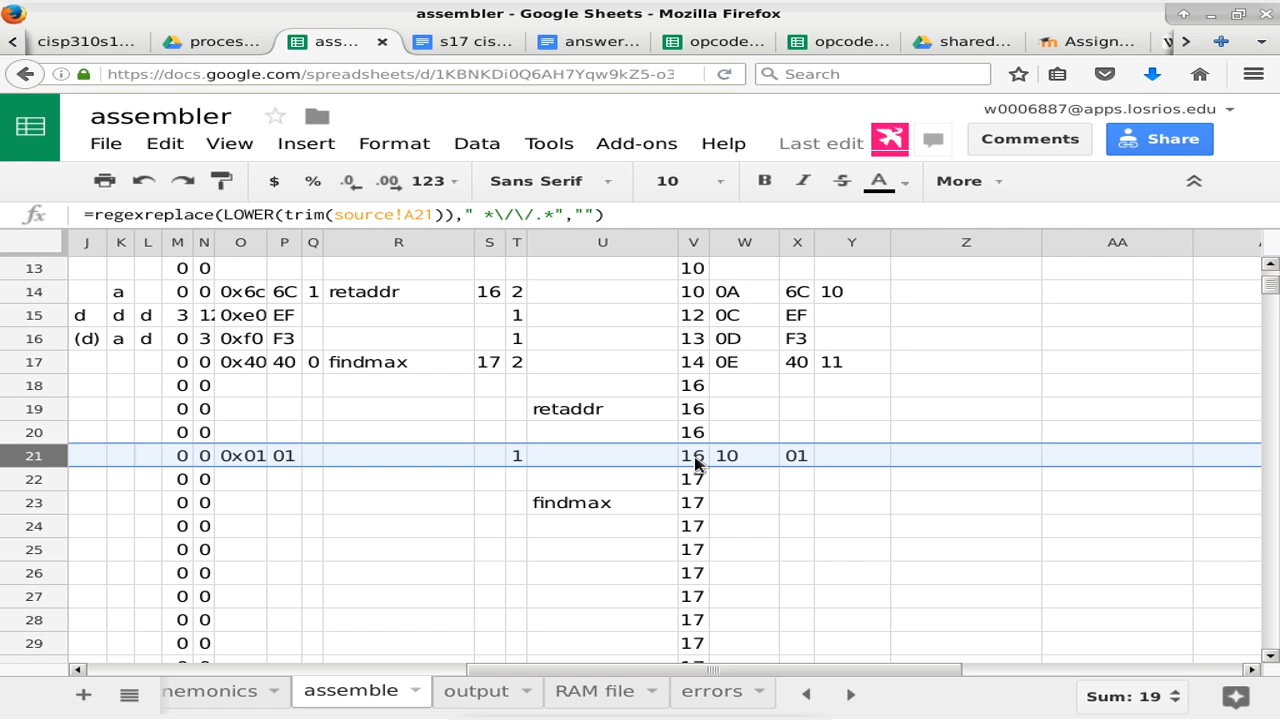 assembler - Google Sheets - Mozilla Firefox
cisp310s1... proces... ass... s17 cis... answer... opcode... opcode... shared... Assign...
https://docs.google.com/spreadsheets/d/1KBNKDi0Q6AH7Yqw9kZ5-o3 Search
assembler
w0006887@apps.losrios.edu
File Edit View Insert Format Data Tools Add-ons Help Last edit Comments Share
$ % .0 .00 123 Sans Serif 10 B I S A More
fx =regexreplace(LOWER(trim(source!A21))," *\/\/.*","")
J K L M N O P Q R S T U V W X Y Z AA
13 0 0 10
14 a 0 0 0x6c 6C 1 retaddr 16 2 10 0A 6C 10
15 d d d 3 12 0xe0 EF 1 12 0C EF
16 (d) a d 0 3 0xf0 F3 1 13 0D F3
17 0 0 0x40 40 0 findmax 17 2 14 0E 40 11
18 0 0 16
19 0 0 retaddr 16
20 0 0 16
21 0 0 0x01 01 1 16 10 01
22 0 0 17
23 0 0 findmax 17
24 0 0 17
25 0 0 17
26 0 0 17
27 0 0 17
28 0 0 17
29 0 0 17
nemonics assemble output RAM file errors Sum: 19